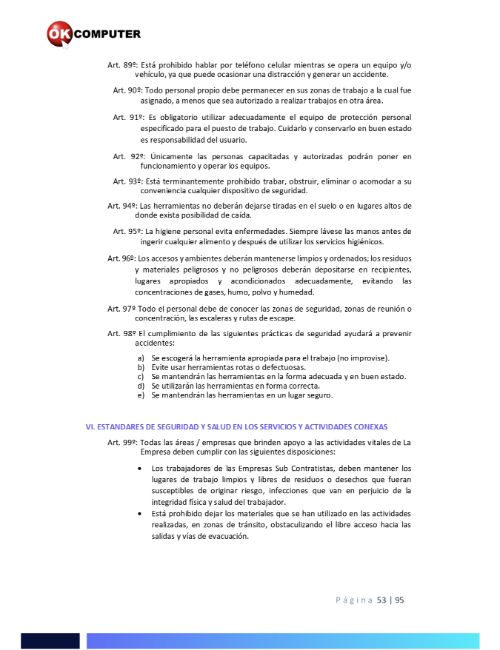 OK COMPUTER
Art. 89º: Está prohibido hablar por teléfono celular mientras se opera un equipo y/o
vehículo, ya que puede ocasionar una distracción y generar un accidente.
Art. 90º: Todo personal propio debe permanecer en sus zonas de trabajo a la cual fue
asignado, a menos que sea autorizado a realizar trabajos en otra área.
Art. 91º: Es obligatorio utilizar adecuadamente el equipo de protección personal
especificado para el puesto de trabajo. Cuidarlo y conservarlo en buen estado
es responsabilidad del usuario.
Art. 92º: Únicamente las personas capacitadas y autorizadas podrán poner en
funcionamiento y operar los equipos.
Art. 93º: Está terminantemente prohibido trabar, obstruir, eliminar o acomodar a su
conveniencia cualquier dispositivo de seguridad.
Art. 94º: Las herramientas no deberán dejarse tiradas en el suelo o en lugares altos de
donde exista posibilidad de caída.
Art. 95º: La higiene personal evita enfermedades. Siempre lávese las manos antes de
ingerir cualquier alimento y después de utilizar los servicios higiénicos.
Art. 96º: Los accesos y ambientes deberán mantenerse limpios y ordenados; los residuos
y materiales peligrosos y no peligrosos deberán depositarse en recipientes,
lugares apropiados y acondicionados adecuadamente, evitando las
concentraciones de gases, humo, polvo y humedad.
Art. 97º Todo el personal debe de conocer las zonas de seguridad, zonas de reunión o
concentración, las escaleras y rutas de escape.
Art. 98º El cumplimiento de las siguientes prácticas de seguridad ayudará a prevenir
accidentes:
a) Se escogerá la herramienta apropiada para el trabajo (no improvise).
b) Evite usar herramientas rotas o defectuosas.
c) Se mantendrán las herramientas en la forma adecuada y en buen estado.
d) Se utilizarán las herramientas en forma correcta.
e) Se mantendrán las herramientas en un lugar seguro.
VI. ESTANDARES DE SEGURIDAD Y SALUD EN LOS SERVICIOS Y ACTIVIDADES CONEXAS
Art. 99º: Todas las áreas / empresas que brinden apoyo a las actividades vitales de La
Empresa deben cumplir con las siguientes disposiciones:
• Los trabajadores de las Empresas Sub Contratistas, deben mantener los
lugares de trabajo limpios y libres de residuos o desechos que fueran
susceptibles de originar riesgo, infecciones que van en perjuicio de la
integridad física y salud del trabajador.
• Está prohibido dejar los materiales que se han utilizado en las actividades
realizadas, en zonas de tránsito, obstaculizando el libre acceso hacia las
salidas y vías de evacuación.
Página 53 | 95